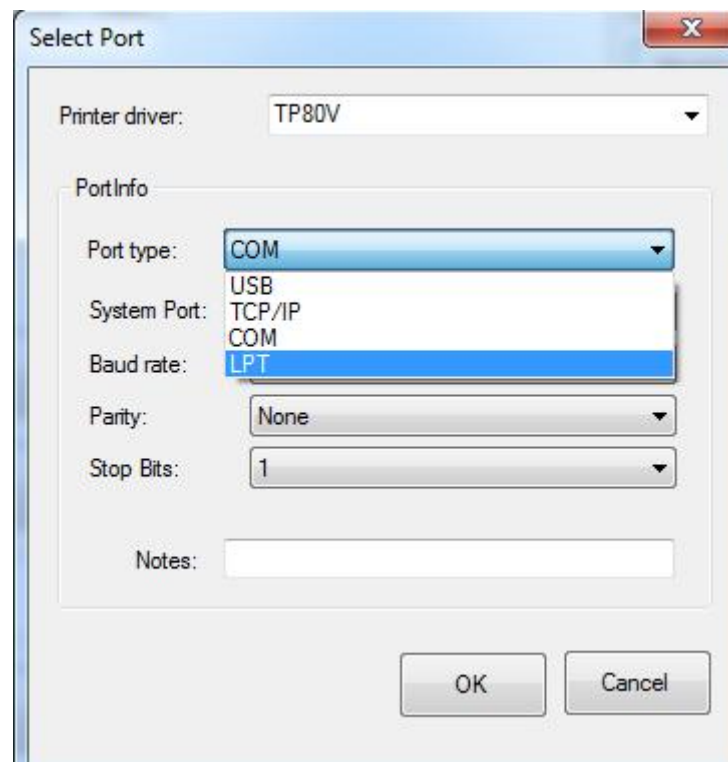 Select Port
Printer driver: TP80V
PortInfo
Port type: COM
USB
System Port: TCP/IP
COM
Baud rate: LPT
Parity: None
Stop Bits: 1
Notes:
OK Cancel